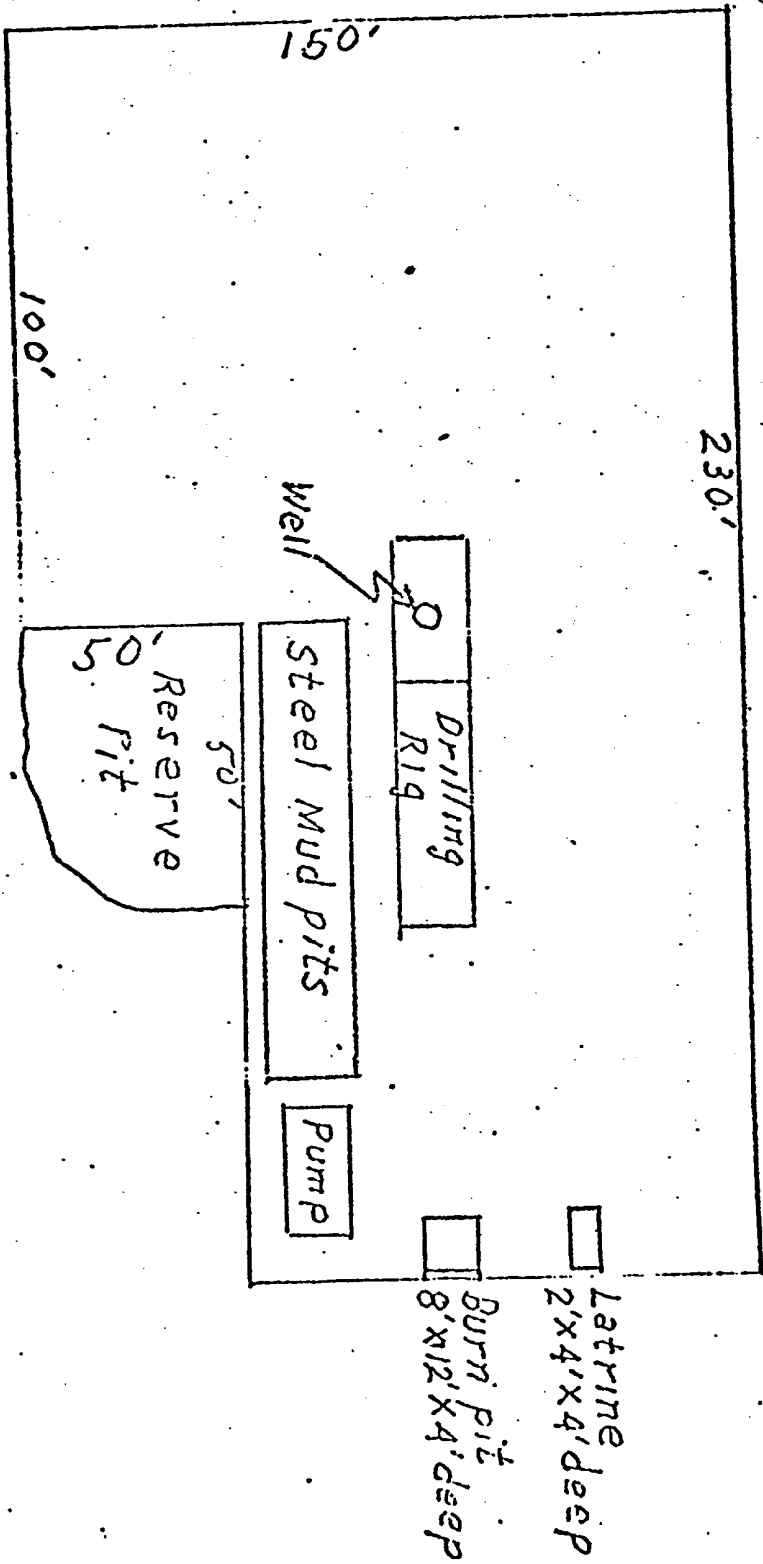 150'
230'
100'
Well
Drilling
Rig
Steel Mud pits
50'
50'
Reserve
Pit
Pump
Latrine
2'x4'x4' deep
Burn pit
8'x12'x4' deep